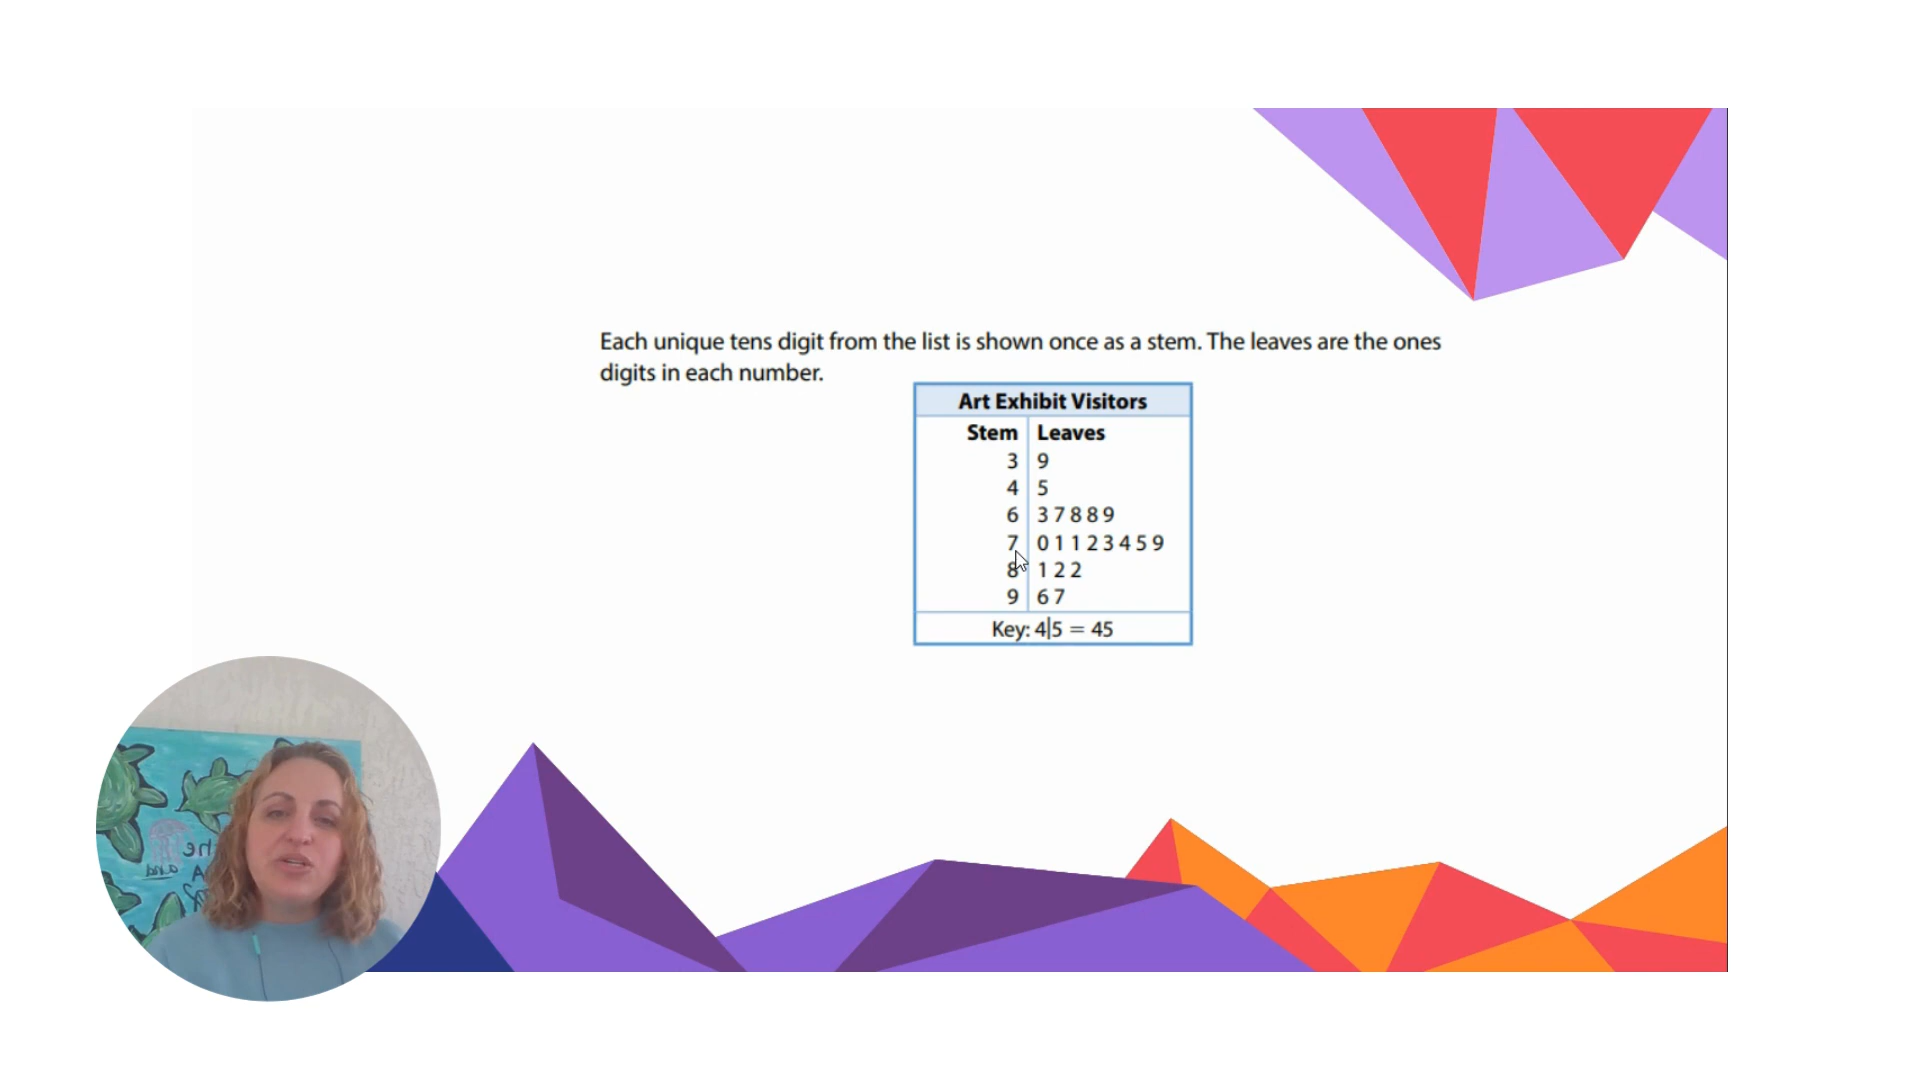 Each unique tens digit from the list is shown once as a stem. The leaves are the ones
digits in each number.
Art Exhibit Visitors
Stem Leaves
3 9
4 5
6 3 7 8 8 9
7 0 1 1 2 3 4 5 9
8 1 2 2
9 6 7
Key: 4|5 = 45
and